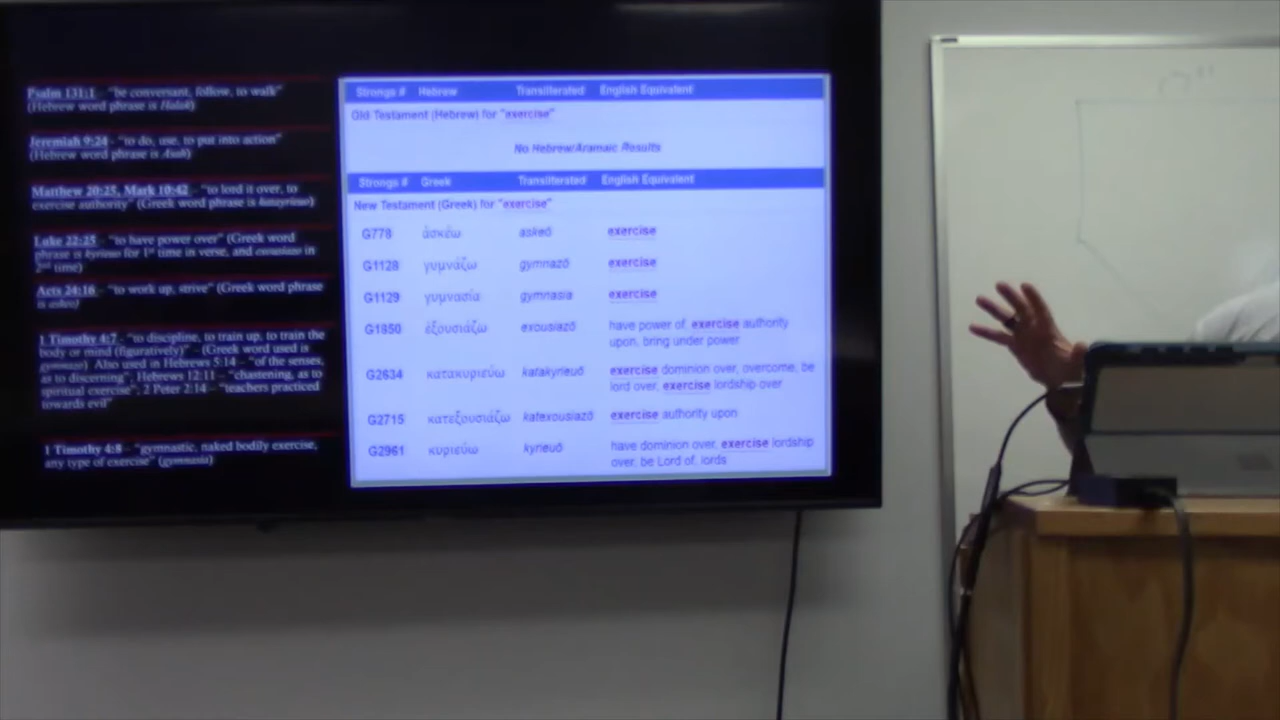 Psalm 131:1 - "be conversant, follow, to walk"
(Hebrew word phrase is Halak)
Jeremiah 9:24 - "to do, use, to put into action"
(Hebrew word phrase is Asah)
Matthew 20:25, Mark 10:42 - "to lord it over, to
exercise authority" (Greek word phrase is
Luke 22:25 - "to have power over" (Greek word
phrase is kyrieuo for 1st time in verse, and exousiazo in
2nd time)
Acts 24:16 - "to work up, strive" (Greek word phrase
is askeo)
1 Timothy 4:7 - "to discipline, to train up, to train the
body or mind (figuratively)" - (Greek word used is
gymnazo) Also used in Hebrews 5:14 - "of the senses,
as to discerning", Hebrews 12:11 - "chastening, as to
spiritual exercise", 2 Peter 2:14 - "teachers practiced
towards evil"
1 Timothy 4:8 - "gymnastic, naked bodily exercise,
any type of exercise" (gymnasia)
Strongs # Hebrew Transliterated English Equivalent
Old Testament (Hebrew) for "exercise"
No Hebrew/Aramaic Results
Strongs # Greek Transliterated English Equivalent
New Testament (Greek) for "exercise"
G778 ἀσκέω askeō exercise
G1128 γυμνάζω gymnazō exercise
G1129 γυμνασία gymnasia exercise
G1850 ἐξουσιάζω exousiazō have power of, exercise authority
upon, bring under power
G2634 κατακυριεύω katakyrieuō exercise dominion over, overcome, be
lord over, exercise lordship over
G2715 κατεξουσιάζω katexousiazō exercise authority upon
G2961 κυριεύω kyrieuō have dominion over, exercise lordship
over, be Lord of, lords